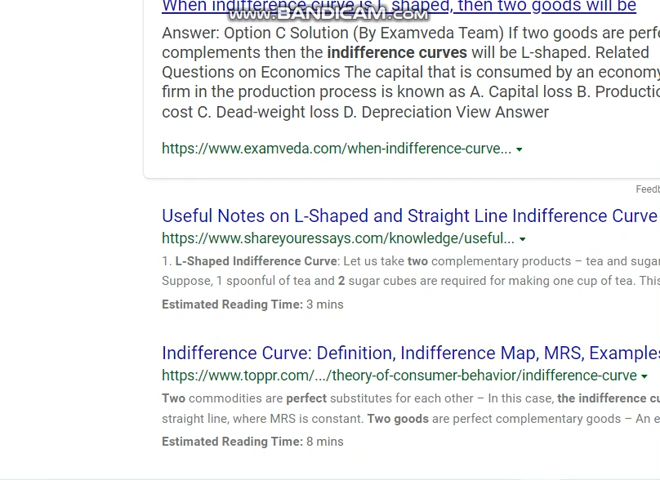 When indifference curve is L shaped, then two goods will be
www.BANDICAM.com
Answer: Option C Solution (By Examveda Team) If two goods are
complements then the indifference curves will be L-shaped. Related
Questions on Economics The capital that is consumed by an economy
firm in the production process is known as A. Capital loss B.
cost C. Dead-weight loss D. Depreciation View Answer
https://www.examveda.com/when-indifference-curve...
Useful Notes on L-Shaped and Straight Line Indifference Curve
https://www.shareyouressays.com/knowledge/useful...
1. L-Shaped Indifference Curve: Let us take two complementary products – tea and
Suppose, 1 spoonful of tea and 2 sugar cubes are required for making one cup of tea. This
Estimated Reading Time: 3 mins
Indifference Curve: Definition, Indifference Map, MRS, Examples
https://www.toppr.com/.../theory-of-consumer-behavior/indifference-curve
Two commodities are perfect substitutes for each other – In this case, the indifference
straight line, where MRS is constant. Two goods are perfect complementary goods – An
Estimated Reading Time: 8 mins